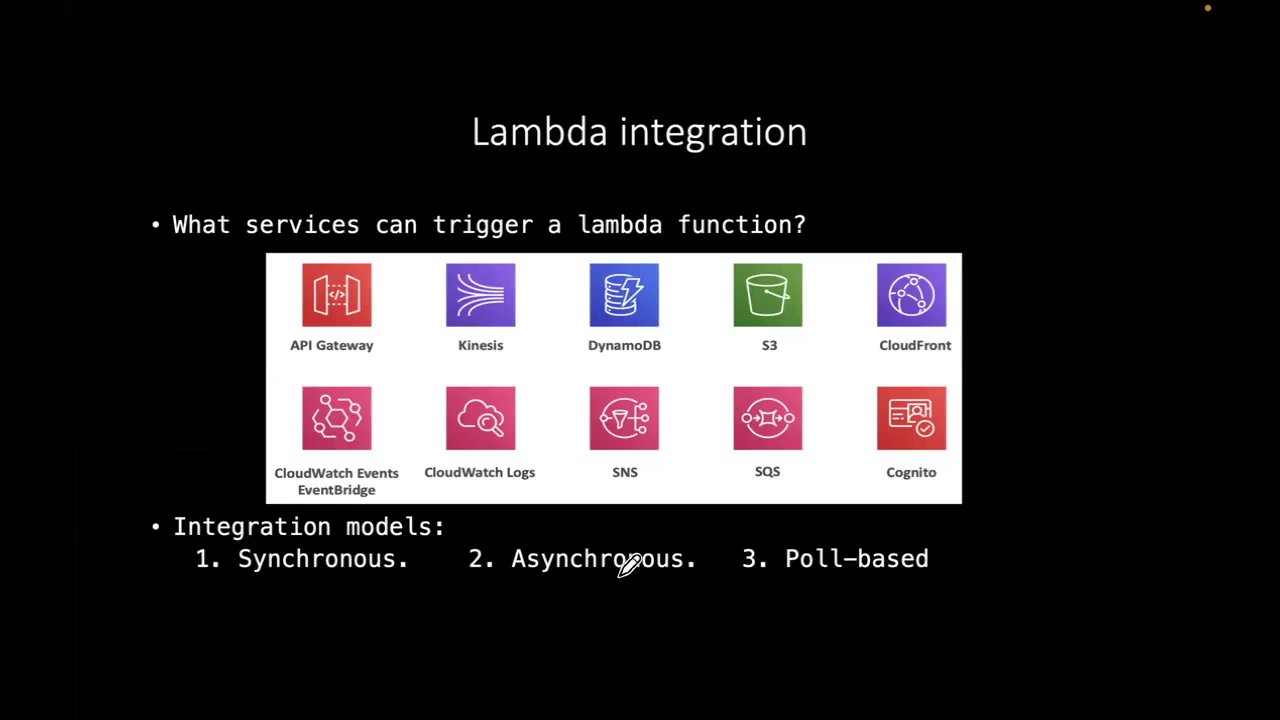 Lambda integration
• What services can trigger a lambda function?
</>
API Gateway Kinesis DynamoDB S3 CloudFront
CloudWatch Events CloudWatch Logs SNS SQS Cognito
EventBridge
• Integration models:
1. Synchronous. 2. Asynchronous. 3. Poll-based